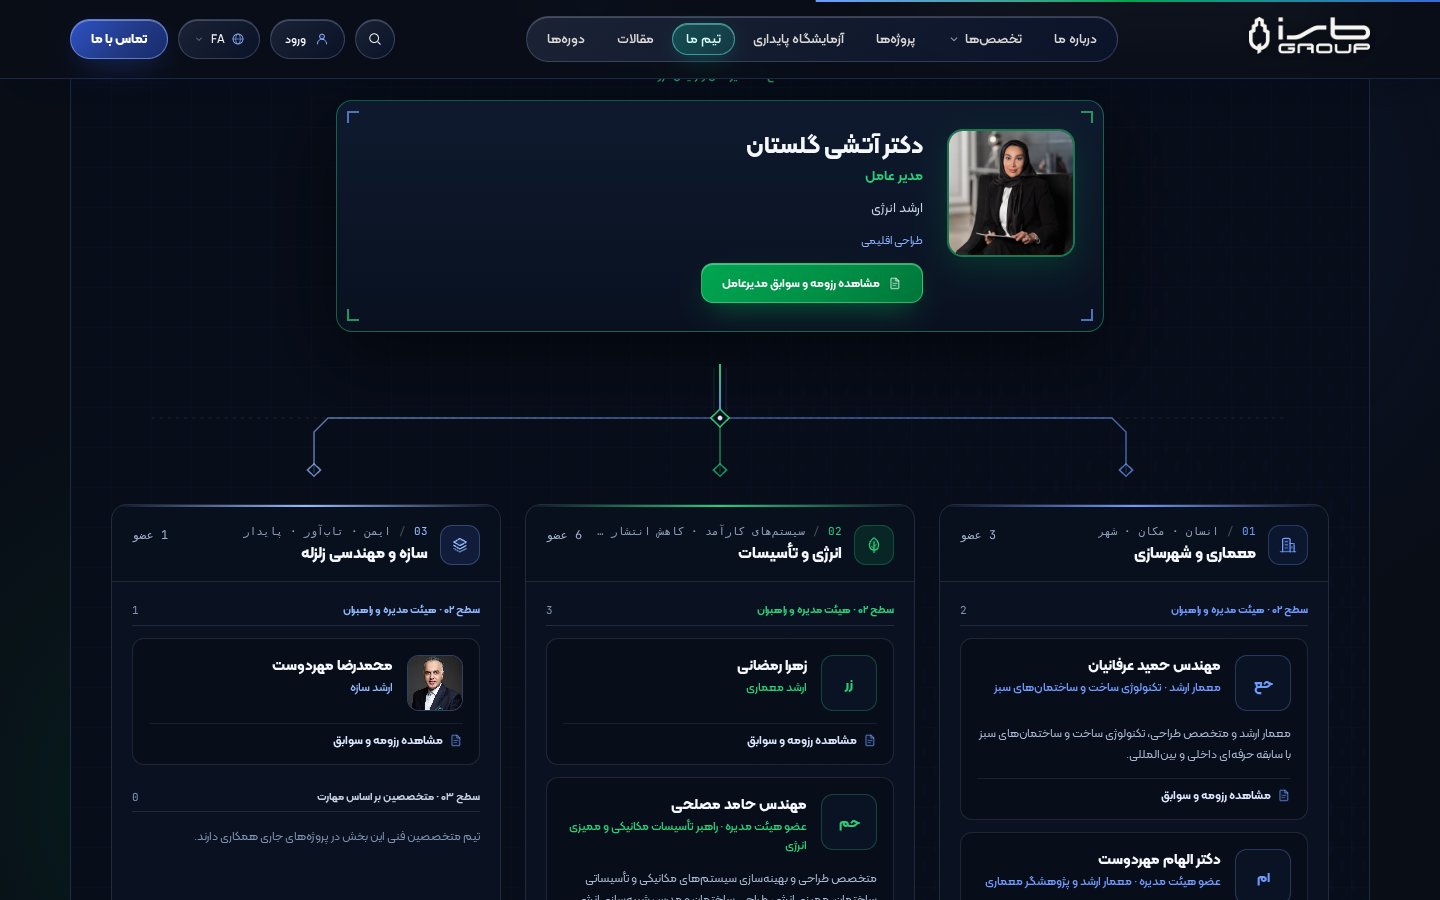 ISB GROUP
درباره ما
تخصص‌ها
پروژه‌ها
آزمایشگاه پایداری
تیم ما
مقالات
دوره‌ها
ورود
FA
تماس با ما
دکتر آتشی گلستان
مدیر عامل
ارشد انرژی
طراحی اقلیمی
مشاهده رزومه و سوابق مدیرعامل
01 / انسان · مکان · شهر
3 عضو
معماری و شهرسازی
سطح ۰۲ · هیئت مدیره و راهبران
2
مهندس حمید عرفانیان
حع
معمار ارشد · تکنولوژی ساخت و ساختمان‌های سبز
معمار ارشد و متخصص طراحی، تکنولوژی ساخت و ساختمان‌های سبز
با سابقه حرفه‌ای داخلی و بین‌المللی.
مشاهده رزومه و سوابق
دکتر الهام مهردوست
ام
عضو هیئت مدیره · معمار ارشد و پژوهشگر معماری
02 / سیستم‌های کارآمد · کاهش انتشار …
6 عضو
انرژی و تأسیسات
سطح ۰۲ · هیئت مدیره و راهبران
3
زهرا رمضانی
زر
ارشد معماری
مشاهده رزومه و سوابق
مهندس حامد مصلحی
حم
عضو هیئت مدیره · راهبر تأسیسات مکانیکی و ممیزی
انرژی
متخصص طراحی و بهینه‌سازی سیستم‌های مکانیکی و تأسیساتی
03 / ایمن · تاب‌آور · پایدار
1 عضو
سازه و مهندسی زلزله
سطح ۰۲ · هیئت مدیره و راهبران
1
محمدرضا مهردوست
ارشد سازه
مشاهده رزومه و سوابق
سطح ۰۳ · متخصصین بر اساس مهارت
0
تیم متخصصین فنی این بخش در پروژه‌های جاری همکاری دارند.